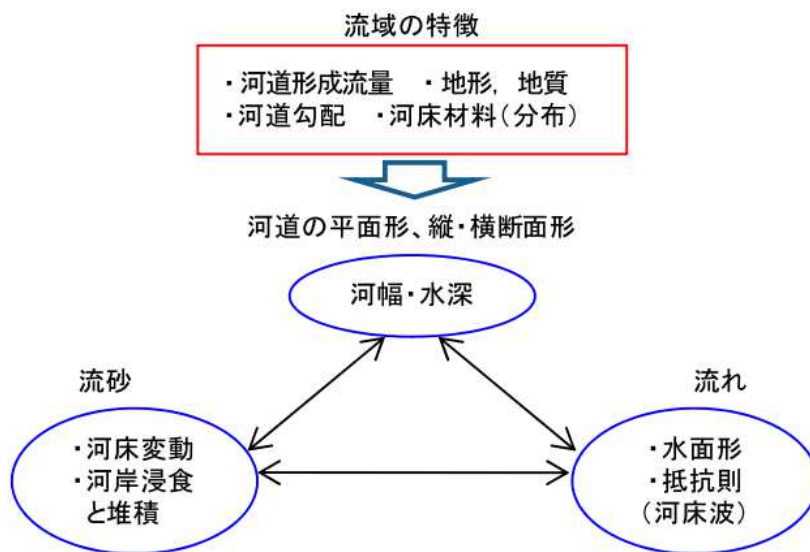 流域の特徴
・河道形成流量 ・地形，地質
・河道勾配 ・河床材料（分布）
河道の平面形、縦・横断面形
河幅・水深
流砂
流れ
・河床変動
・河岸浸食
と堆積
・水面形
・抵抗則
（河床波）